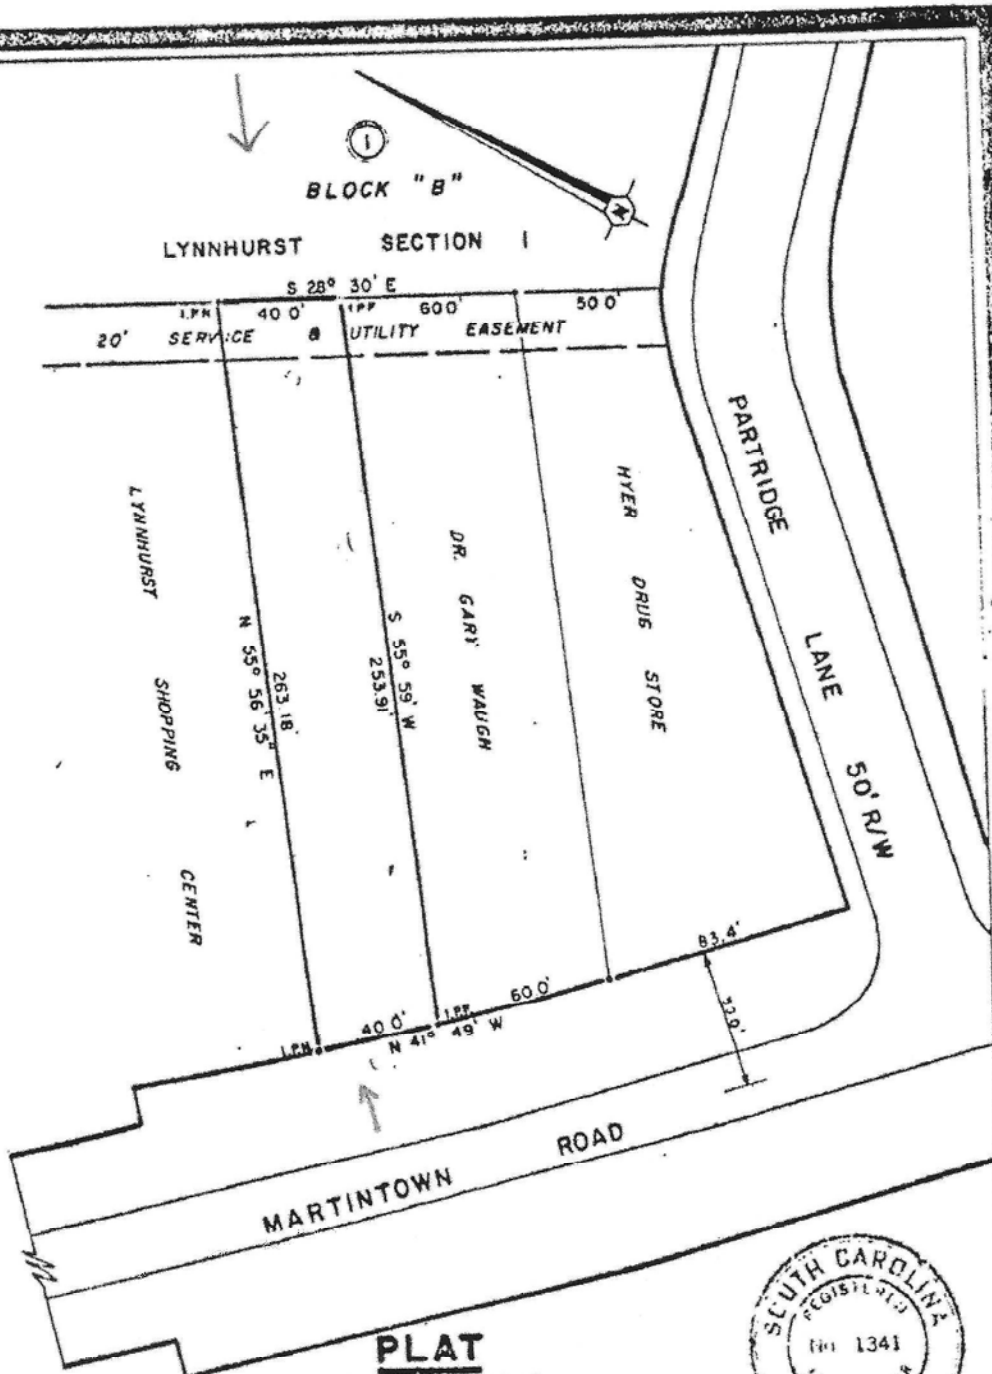 1
BLOCK "B"
LYNNHURST SECTION 1
S 28° 30' E
I.P.N 40 0' I.P.F 60 0' 50 0'
20' SERVICE & UTILITY EASEMENT
PARTRIDGE LANE 50' R/W
LYNNHURST SHOPPING CENTER
N 55° 56' 35" E
263.18'
S 55° 59' W
253.91'
DR. GARY WAUGH
HYER DRUG STORE
83.4'
I.P.N 40 0' I.P.F. 60.0'
N 41° 49' W
MARTINTOWN ROAD
PLAT
SOUTH CAROLINA
REGISTERED
No 1341